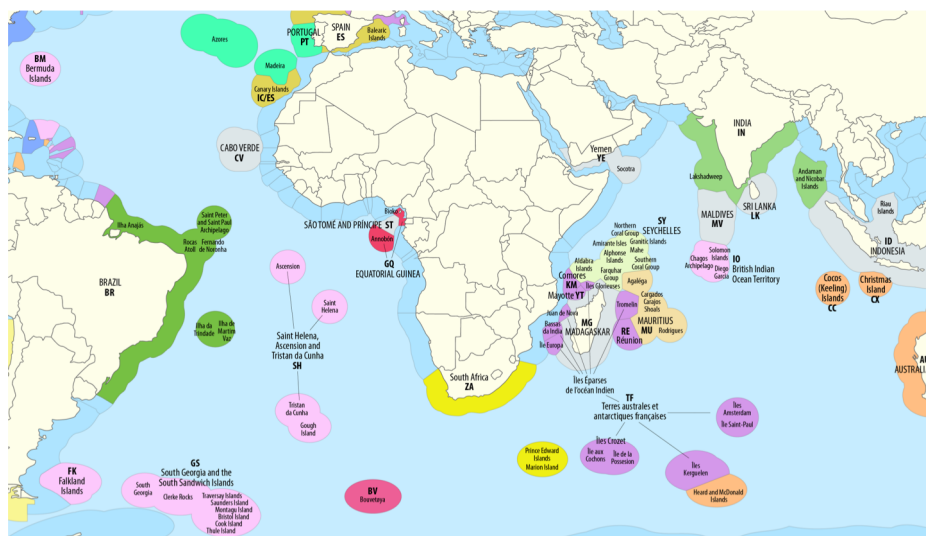 BM
Bermuda
Islands
Azores
Madeira
PORTUGAL
PT
SPAIN
ES
Balearic
Islands
Canary Islands
IC/ES
CABO VERDE
CV
Yemen
YE
Socotra
INDIA
IN
Lakshadweep
Andaman
and Nicobar
Islands
SRI LANKA
LK
MALDIVES
MV
Riau
Islands
ID
INDONESIA
Ilha Anajás
Saint Peter
and Saint Paul
Archipelago
Rocas
Atoll
Fernando
de Noronha
BRAZIL
BR
Ilha da
Trindade
Ilha de
Martim
Vaz
Bioko
SÃO TOMÉ AND PRÍNCIPE ST
Annobón
GQ
EQUATORIAL GUINEA
Ascension
Saint
Helena
Saint Helena,
Ascension and
Tristan da Cunha
SH
Tristan
da Cunha
Gough
Island
SY
SEYCHELLES
Northern
Coral Group
Amirante Isles
Granitic Islands
Alphonse
Islands
Mahe
Aldabra
Islands
Farquhar
Group
Southern
Coral Group
Comores
KM
Îles Glorieuses
Mayotte YT
Agaléga
Tromelin
Cargados
Carajos
Shoals
MAURITIUS
MU
Rodrigues
RE
Réunion
Juan de Nova
Bassas
da India
Île Europa
MG
MADAGASKAR
Chagos
Archipelago
Solomon
Islands
Diego
Garcia
IO
British Indian
Ocean Territory
Cocos
(Keeling)
Islands
CC
Christmas
Island
CX
AU
AUSTRALI
South Africa
ZA
Îles Éparses
de l'océan Indien
TF
Terres australes et
antarctiques françaises
Îles
Amsterdam
Île Saint-Paul
Îles Crozet
Île aux
Cochons
Île de la
Possesion
Îles
Kerguelen
Heard and McDonald
Islands
Prince Edward
Islands
Marion Island
FK
Falkland
Islands
GS
South Georgia and the
South Sandwich Islands
South
Georgia
Clerke Rocks
Traversay Islands
Saunders Island
Montagu Island
Bristol Island
Cook Island
Thule Island
BV
Bouvetøya